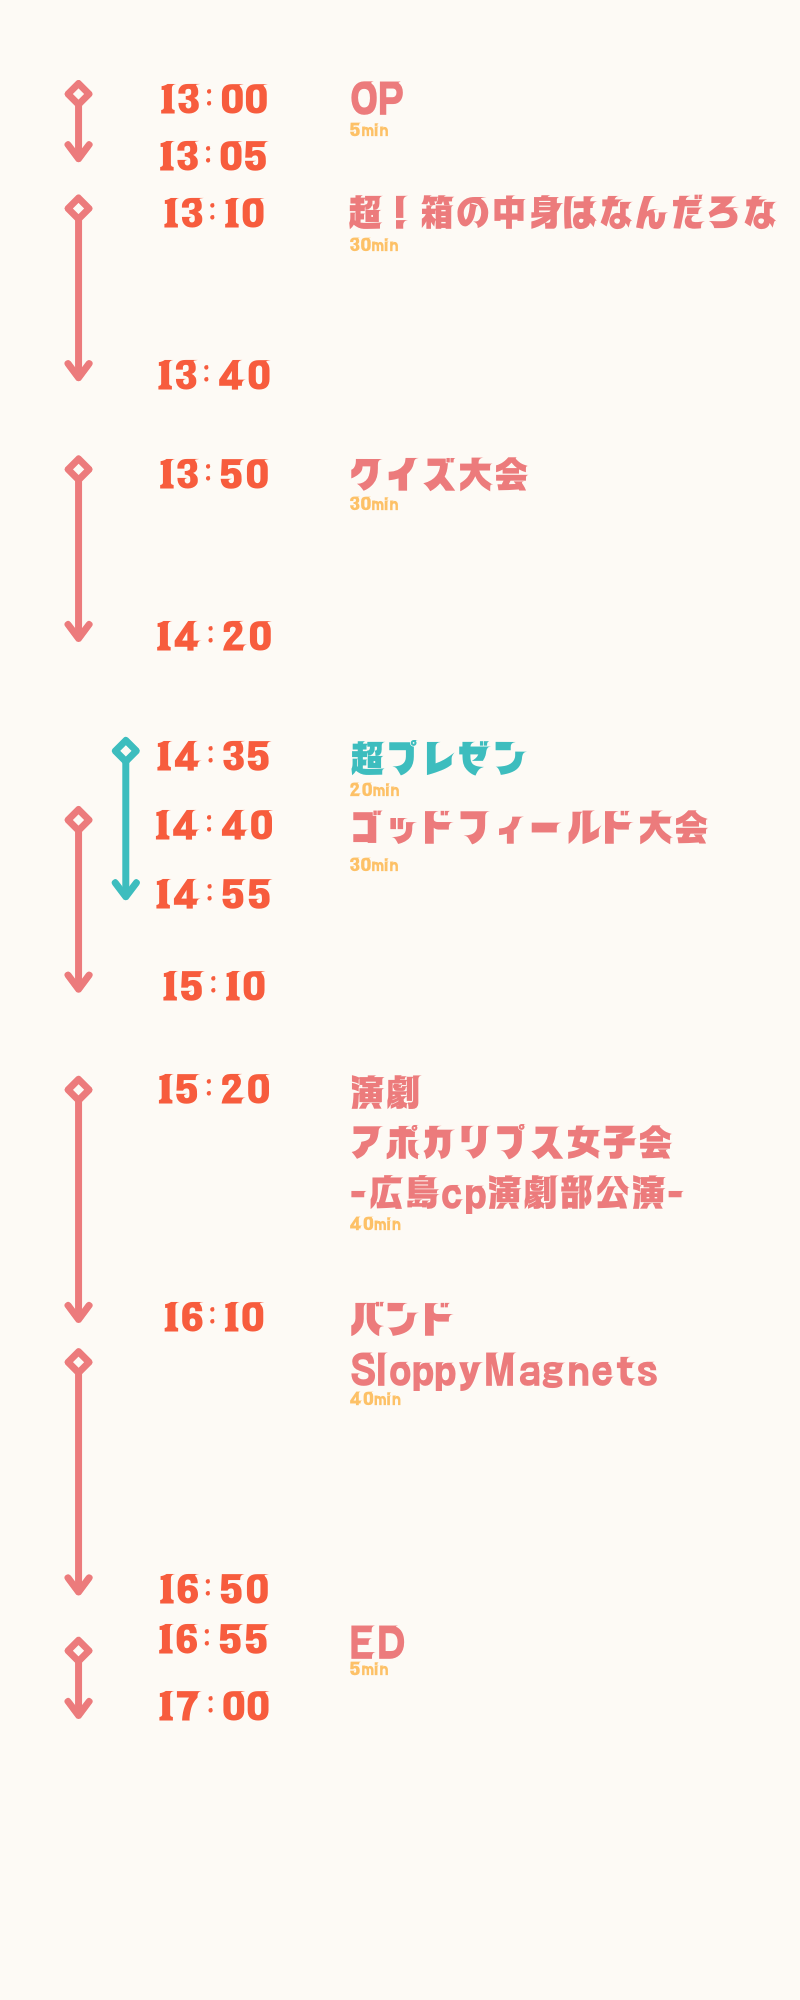 13:00 OP
5min
13:05
13:10 超！箱の中身はなんだろな
30min
13:40
13:50 クイズ大会
30min
14:20
14:35 超プレゼン
20min
14:40 ゴッドフィールド大会
30min
14:55
15:10
15:20 演劇
アポカリプス女子会
-広島cp演劇部公演-
40min
16:10 バンド
SloppyMagnets
40min
16:50
16:55 ED
5min
17:00